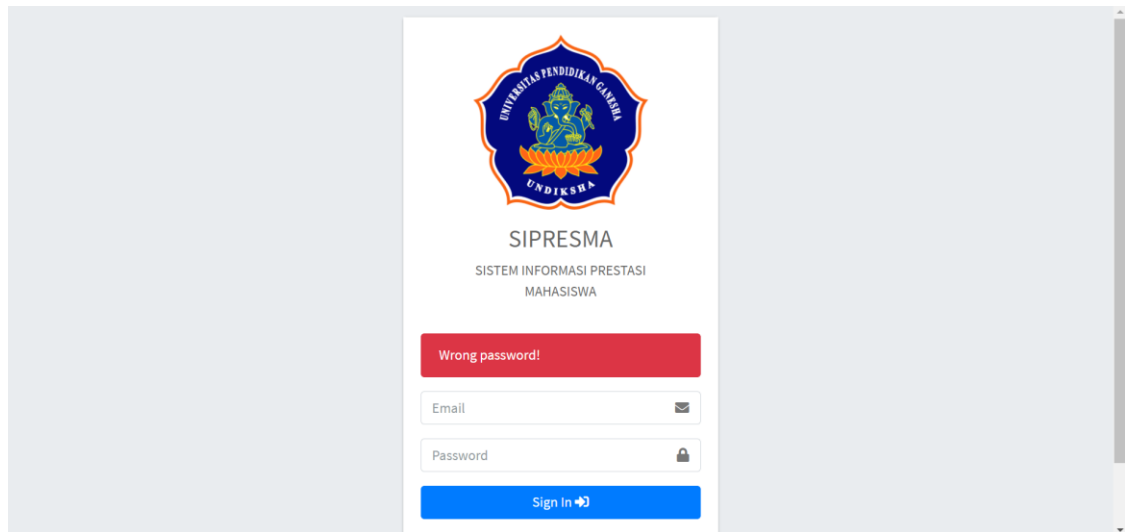 UNIVERSITAS PENDIDIKAN GANESHA
UNDIKSHA
SIPRESMA
SISTEM INFORMASI PRESTASI
MAHASISWA
Wrong password!
Email
Password
Sign In